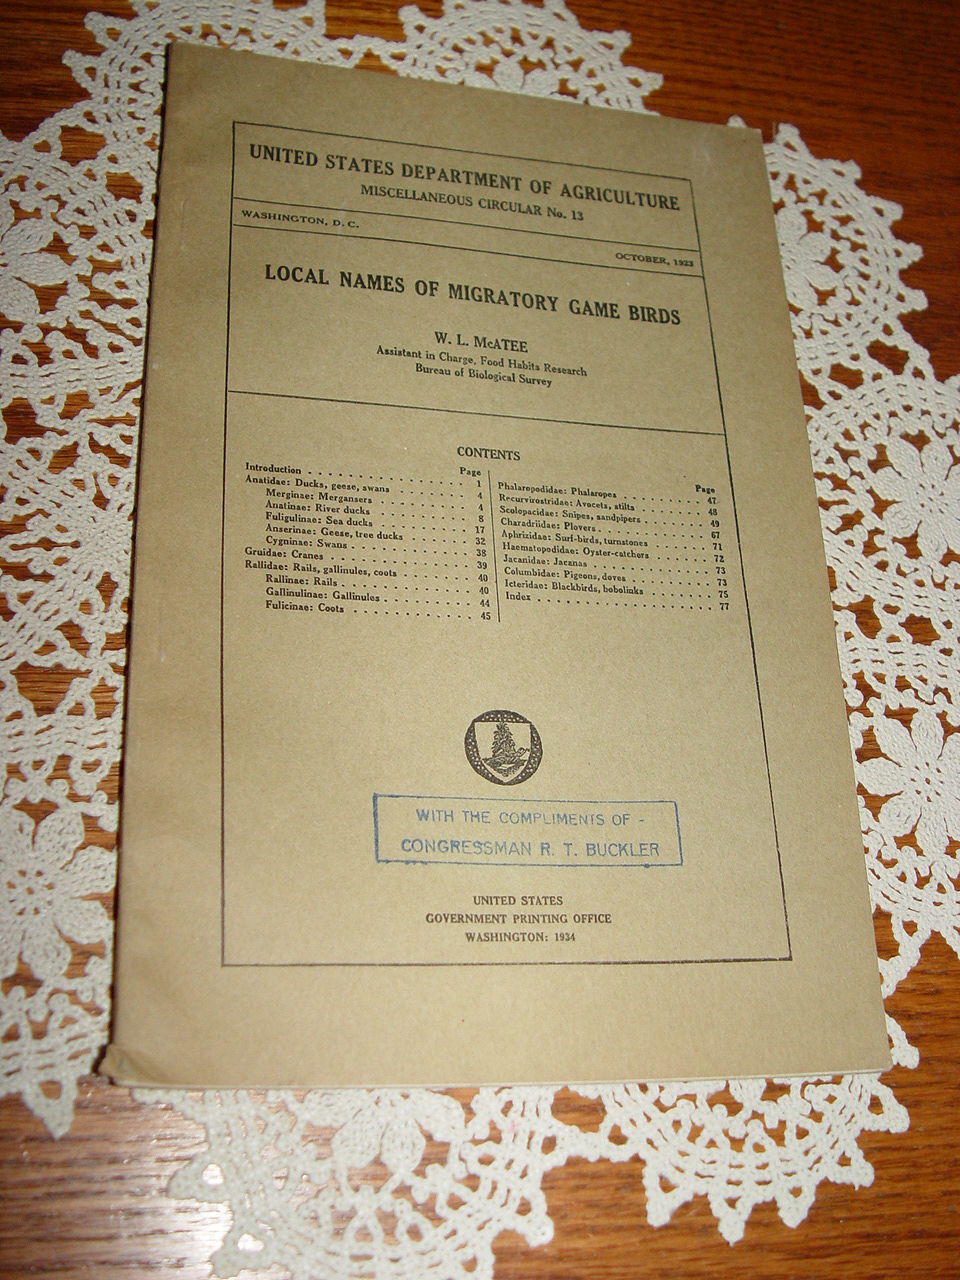 UNITED STATES DEPARTMENT OF AGRICULTURE
MISCELLANEOUS CIRCULAR No. 13
WASHINGTON, D. C.
OCTOBER, 1923
LOCAL NAMES OF MIGRATORY GAME BIRDS
W. L. McATEE
Assistant in Charge, Food Habits Research
Bureau of Biological Survey
CONTENTS
Page
Introduction . . . . . . . . . . 1
Anatidae: Ducks, geese, swans . . . . . . 4
Merginae: Mergansers . . . . . . . . 4
Anatinae: River ducks . . . . . . . . 8
Fuligulinae: Sea ducks . . . . . . . . 17
Anserinae: Geese, tree ducks . . . . . . 32
Cygninae: Swans . . . . . . . . 38
Gruidae: Cranes . . . . . . . . 39
Rallidae: Rails, gallinules, coots . . . . . . 40
Rallinae: Rails . . . . . . . . 40
Gallinulinae: Gallinules . . . . . . . . 44
Fulicinae: Coots . . . . . . . . 45
Page
Phalaropodidae: Phalaropes . . . . . . 47
Recurvirostridae: Avocets, stilts . . . . . . 48
Scolopacidae: Snipes, sandpipers . . . . . . 49
Charadriidae: Plovers . . . . . . . . 67
Aphrizidae: Surf-birds, turnstones . . . . . . 71
Haematopodidae: Oyster-catchers . . . . . . 72
Jacanidae: Jacanas . . . . . . . . 73
Columbidae: Pigeons, doves . . . . . . 73
Icteridae: Blackbirds, bobolinks . . . . . . 75
Index . . . . . . . . 77
WITH THE COMPLIMENTS OF -
CONGRESSMAN R. T. BUCKLER
UNITED STATES
GOVERNMENT PRINTING OFFICE
WASHINGTON: 1934